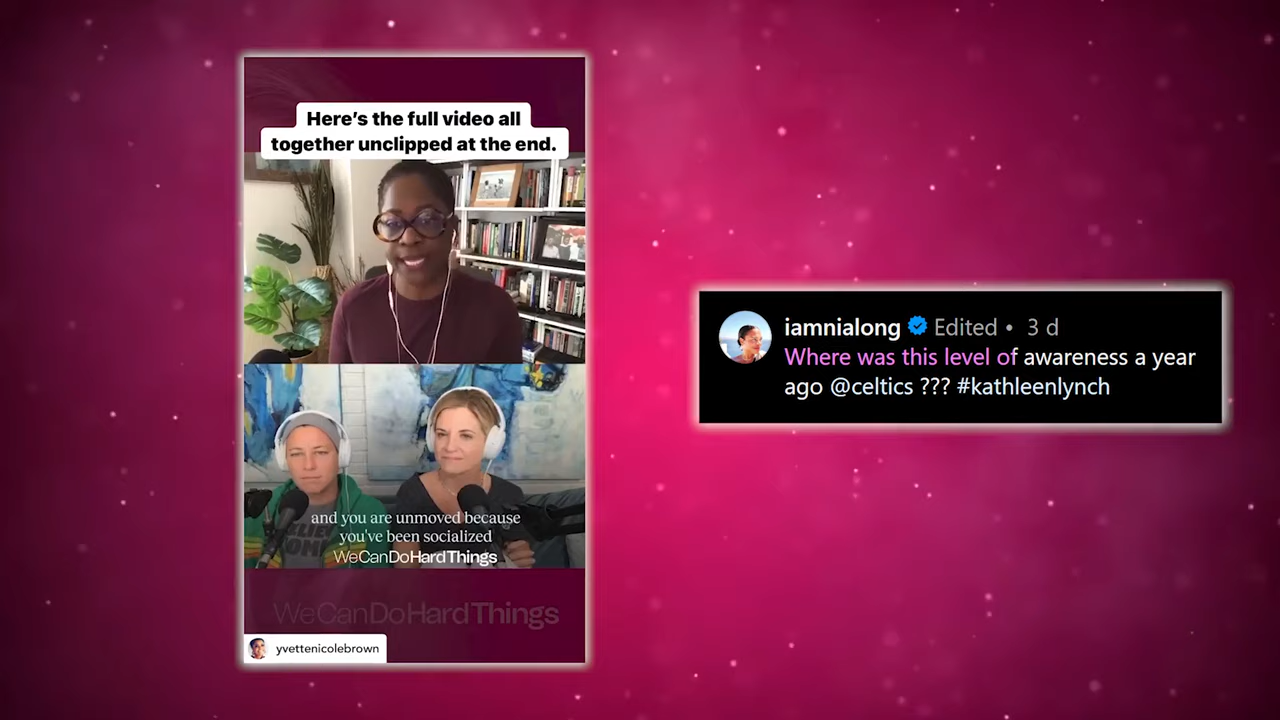 Here's the full video all
together unclipped at the end.
and you are unmoved because
you've been socialized
WeCanDoHardThings
WeCanDoHardThings
yvettenicolebrown
iamnialong Edited • 3 d
Where was this level of awareness a year
ago @celtics ??? #kathleenlynch